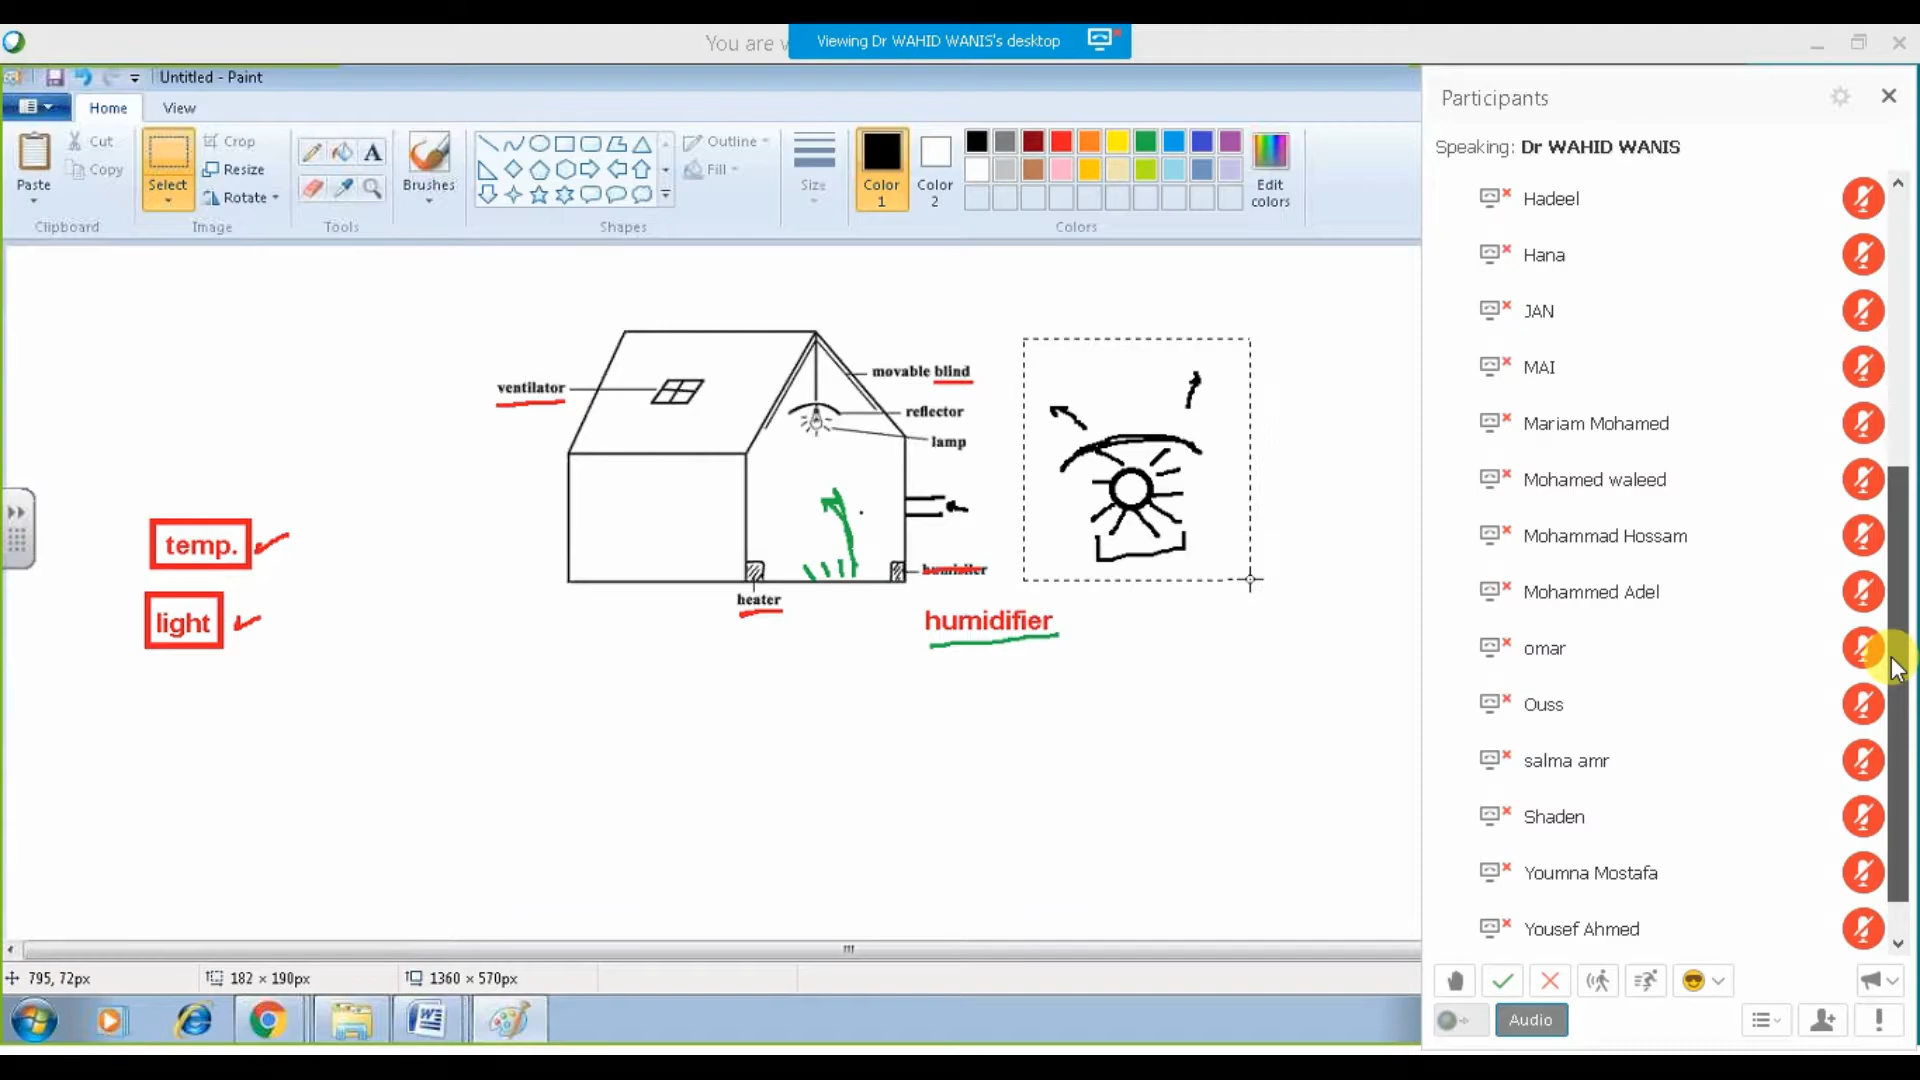 You are v
Viewing Dr WAHID WANIS's desktop
Untitled - Paint
Home
View
Paste
Cut
Copy
Clipboard
Select
Crop
Resize
Rotate
Image
A
Tools
Brushes
Outline
Fill
Shapes
Size
Color
1
Color
2
Edit
colors
Colors
ventilator
movable blind
reflector
lamp
heater
humidifier
temp.
light
795, 72px
182 × 190px
1360 × 570px
Participants
Speaking: Dr WAHID WANIS
Hadeel
Hana
JAN
MAI
Mariam Mohamed
Mohamed waleed
Mohammad Hossam
Mohammed Adel
omar
Ouss
salma amr
Shaden
Youmna Mostafa
Yousef Ahmed
Audio